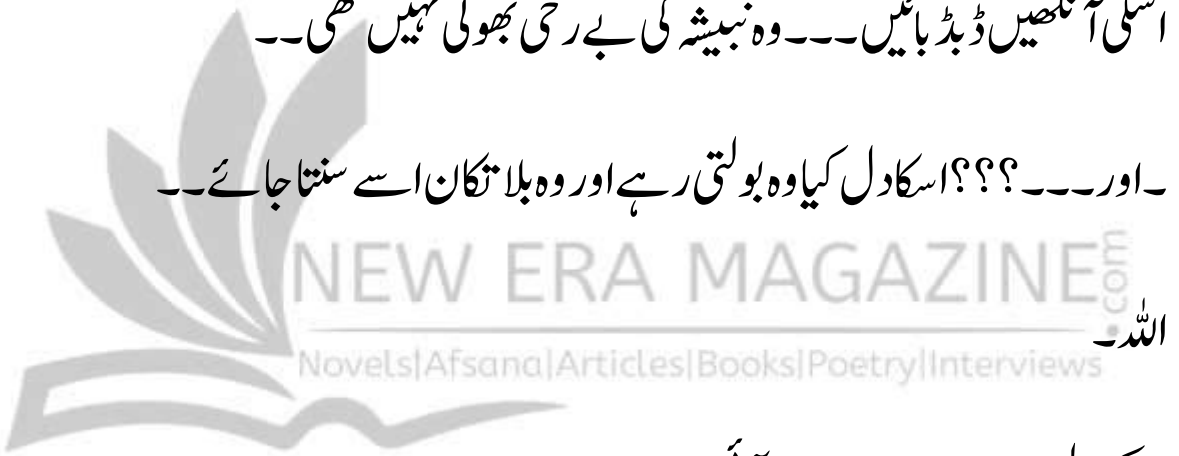 اسکی آنکھیں ڈبڈبائیں۔۔۔وہ نبیشہ کی بے رخی بھولی نہیں تھی۔۔
۔اور۔۔۔؟؟؟اسکا دل کیا وہ بولتی رہے اور وہ بلا تکان اسے سنتا جائے۔۔
NEW ERA MAGAZINE.com
اللہ۔
Novels|Afsana|Articles|Books|Poetry|Interviews